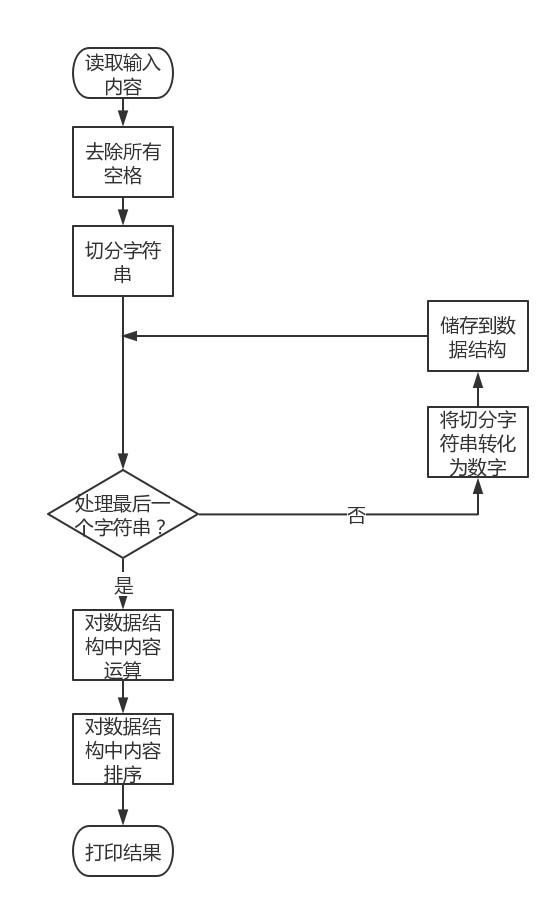 读取输入
内容
去除所有
空格
切分字符
串
储存到数
据结构
将切分字
符串转化
为数字
处理最后一
个字符串？
否
是
对数据结
构中内容
运算
对数据结
构中内容
排序
打印结果